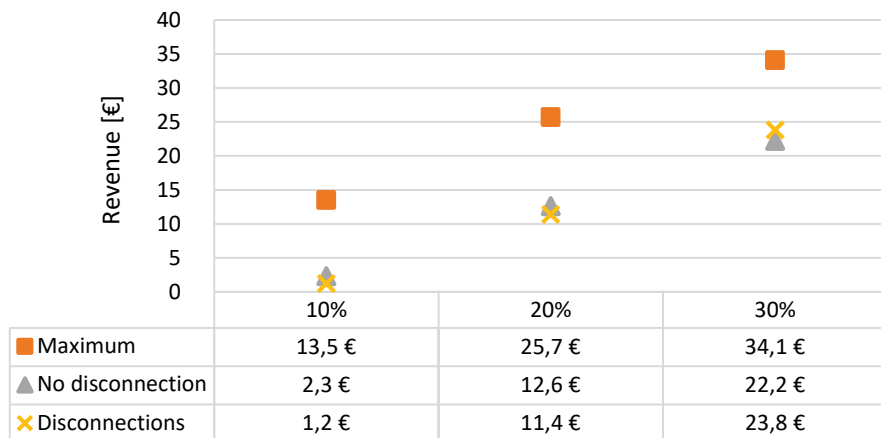 40
35
30
25
20
15
10
5
0
Revenue [€]
10% 20% 30%
Maximum 13,5 € 25,7 € 34,1 €
No disconnection 2,3 € 12,6 € 22,2 €
Disconnections 1,2 € 11,4 € 23,8 €